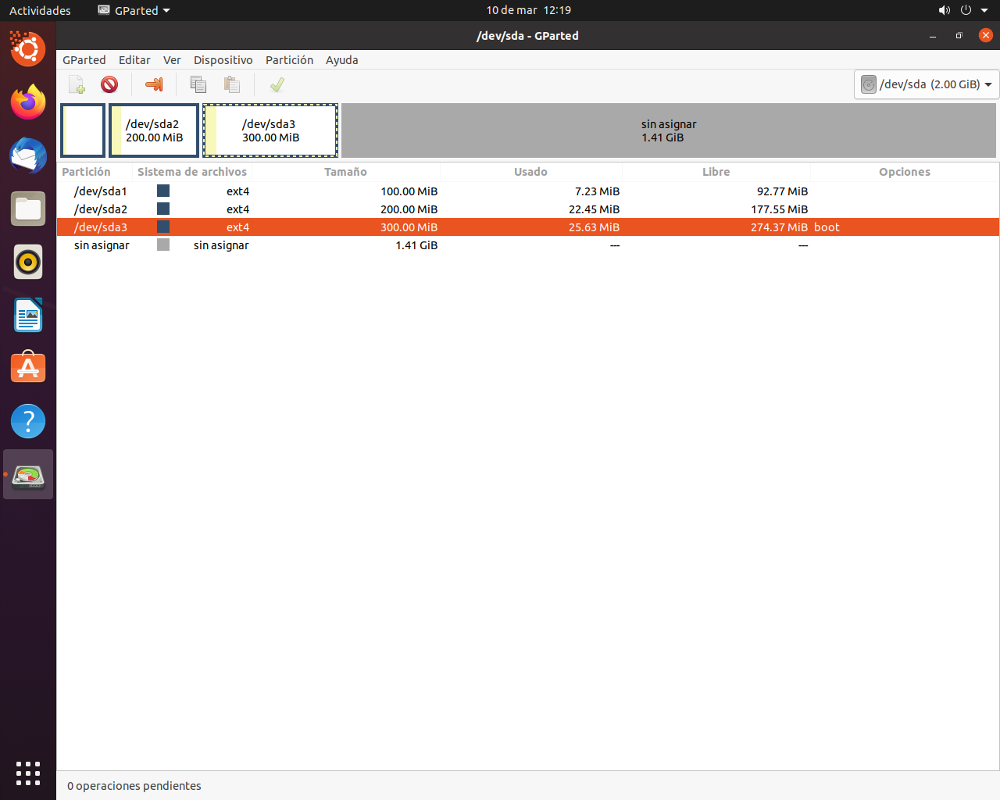 Actividades GParted 10 de mar 12:19
/dev/sda - GParted
GParted Editar Ver Dispositivo Partición Ayuda
/dev/sda (2.00 GiB)
/dev/sda2
200.00 MiB
/dev/sda3
300.00 MiB
sin asignar
1.41 GiB
Partición Sistema de archivos Tamaño Usado Libre Opciones
/dev/sda1 ext4 100.00 MiB 7.23 MiB 92.77 MiB
/dev/sda2 ext4 200.00 MiB 22.45 MiB 177.55 MiB
/dev/sda3 ext4 300.00 MiB 25.63 MiB 274.37 MiB boot
sin asignar sin asignar 1.41 GiB --- ---
0 operaciones pendientes